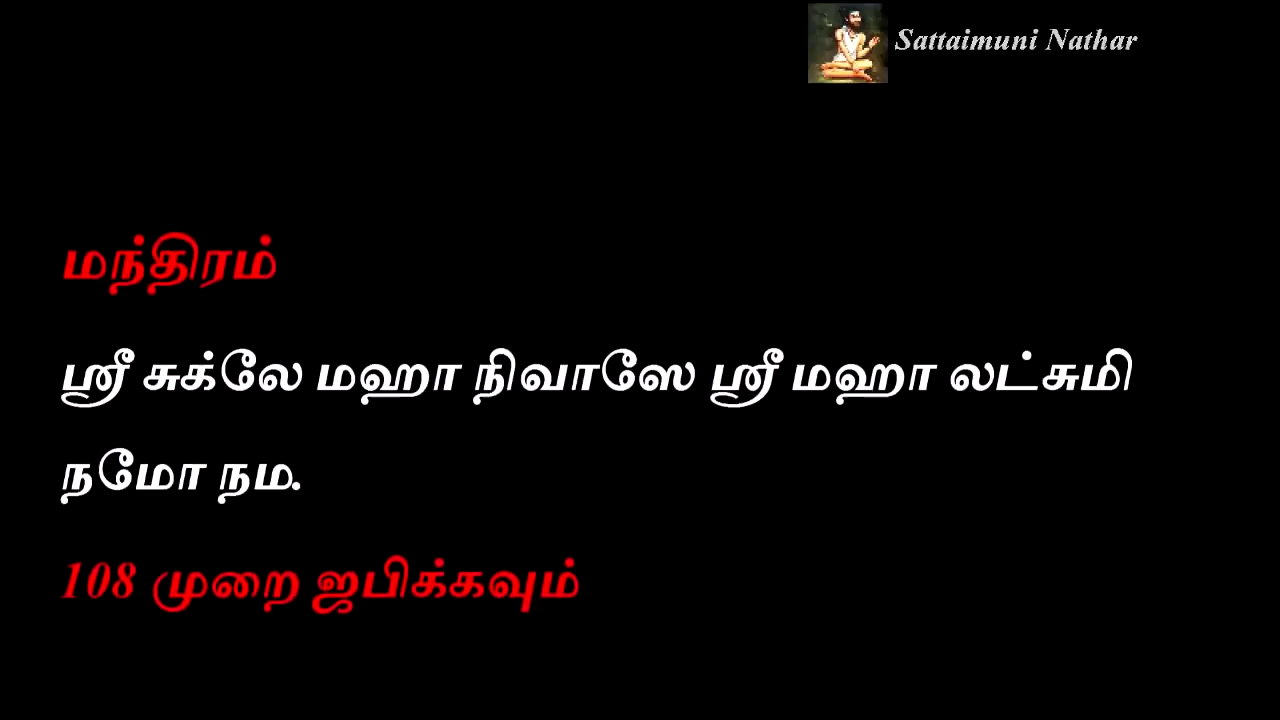 Sattaimuni Nathar
மந்திரம்
ஸ்ரீ சுக்லே மஹா நிவாஸே ஸ்ரீ மஹா லட்சுமி
நமோ நம.
108 முறை ஜபிக்கவும்